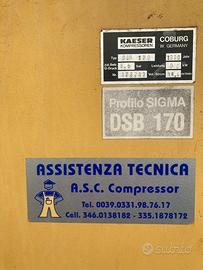 KAESER
KOMPRESSOREN
COBURG
W. GERMANY
Profilo SIGMA
DSB 170
ASSISTENZA TECNICA
A.S.C. Compressor
Tel. 0039.0331.98.76.17
Cell. 346.0138182 - 335.1878172
subito